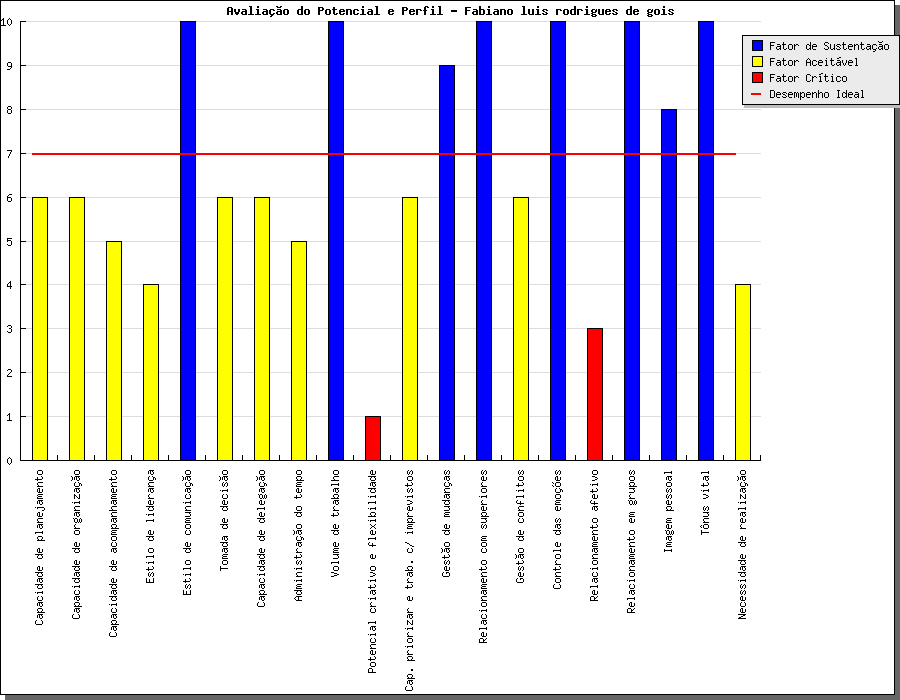 Avaliação do Potencial e Perfil - Fabiano luis rodrigues de gois
Fator de Sustentação
Fator Aceitável
Fator Crítico
Desempenho Ideal
10
9
8
7
6
5
4
3
2
1
0
Capacidade de planejamento
Capacidade de organização
Capacidade de acompanhamento
Estilo de liderança
Estilo de comunicação
Tomada de decisão
Capacidade de delegação
Administração do tempo
Volume de trabalho
Potencial criativo e flexibilidade
Cap. priorizar e trab. c/ imprevistos
Gestão de mudanças
Relacionamento com superiores
Gestão de conflitos
Controle das emoções
Relacionamento afetivo
Relacionamento em grupos
Imagem pessoal
Tônus vital
Necessidade de realização